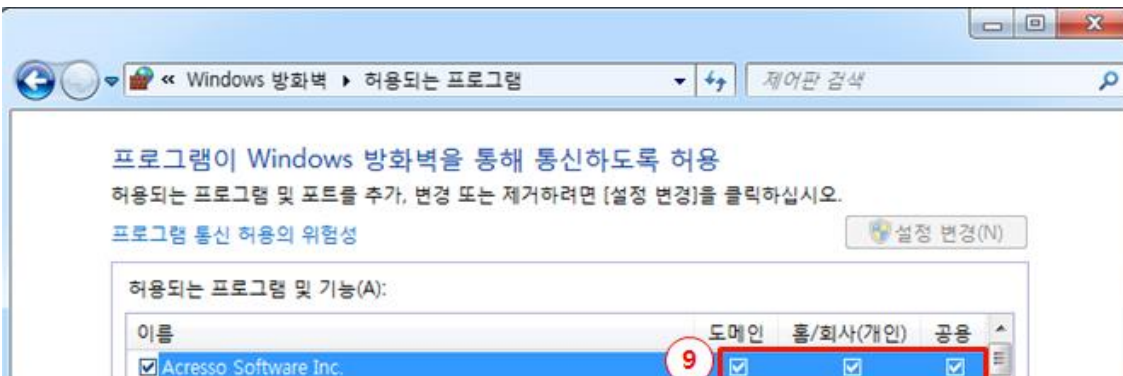 « Windows 방화벽 ▸ 허용되는 프로그램
제어판 검색
프로그램이 Windows 방화벽을 통해 통신하도록 허용
허용되는 프로그램 및 포트를 추가, 변경 또는 제거하려면 [설정 변경]을 클릭하십시오.
프로그램 통신 허용의 위험성
설정 변경(N)
허용되는 프로그램 및 기능(A):
이름 도메인 홈/회사(개인) 공용
Acresso Software Inc. 9